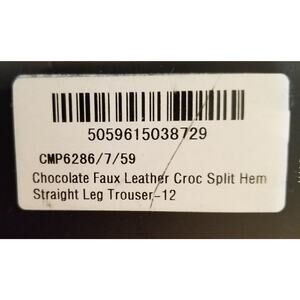 5059615038729
CMP6286/7/59
Chocolate Faux Leather Croc Split Hem
Straight Leg Trouser-12